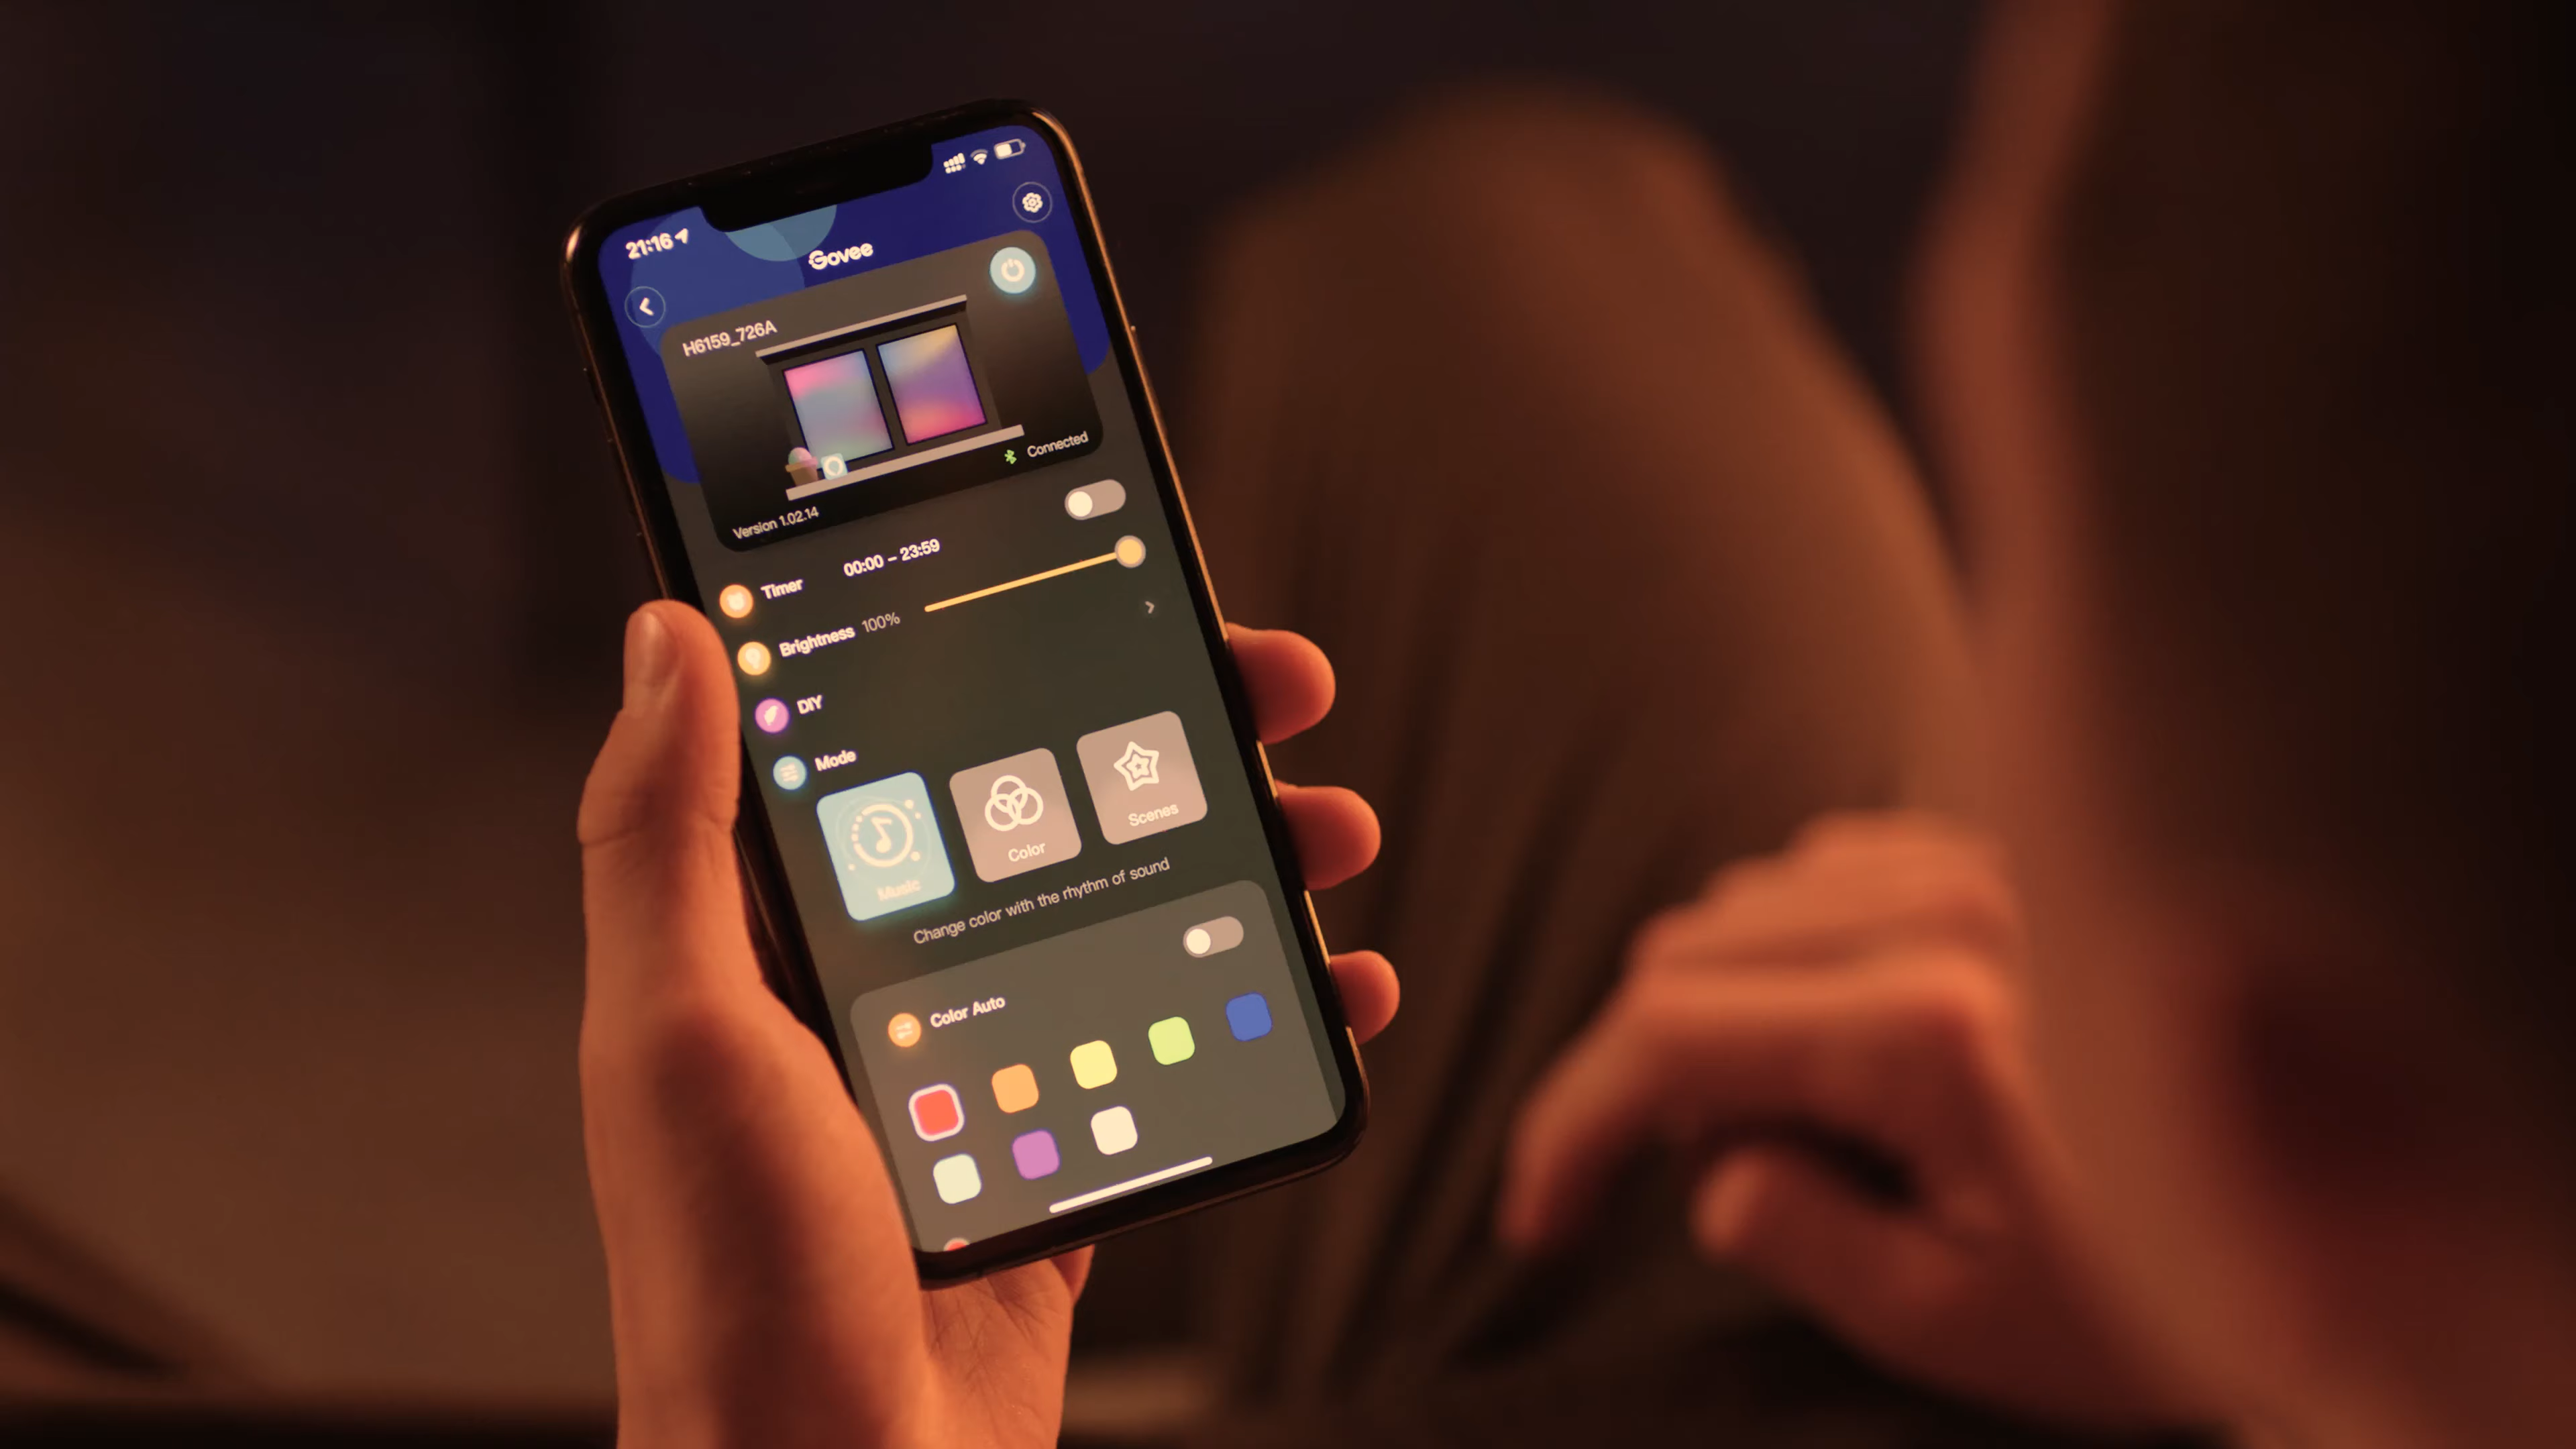 21:16
Govee
H6159_726A
Connected
Version 1.02.14
Timer 00:00 – 23:59
Brightness 100%
DIY
Mode
Music Color Scenes
Change color with the rhythm of sound
Color Auto